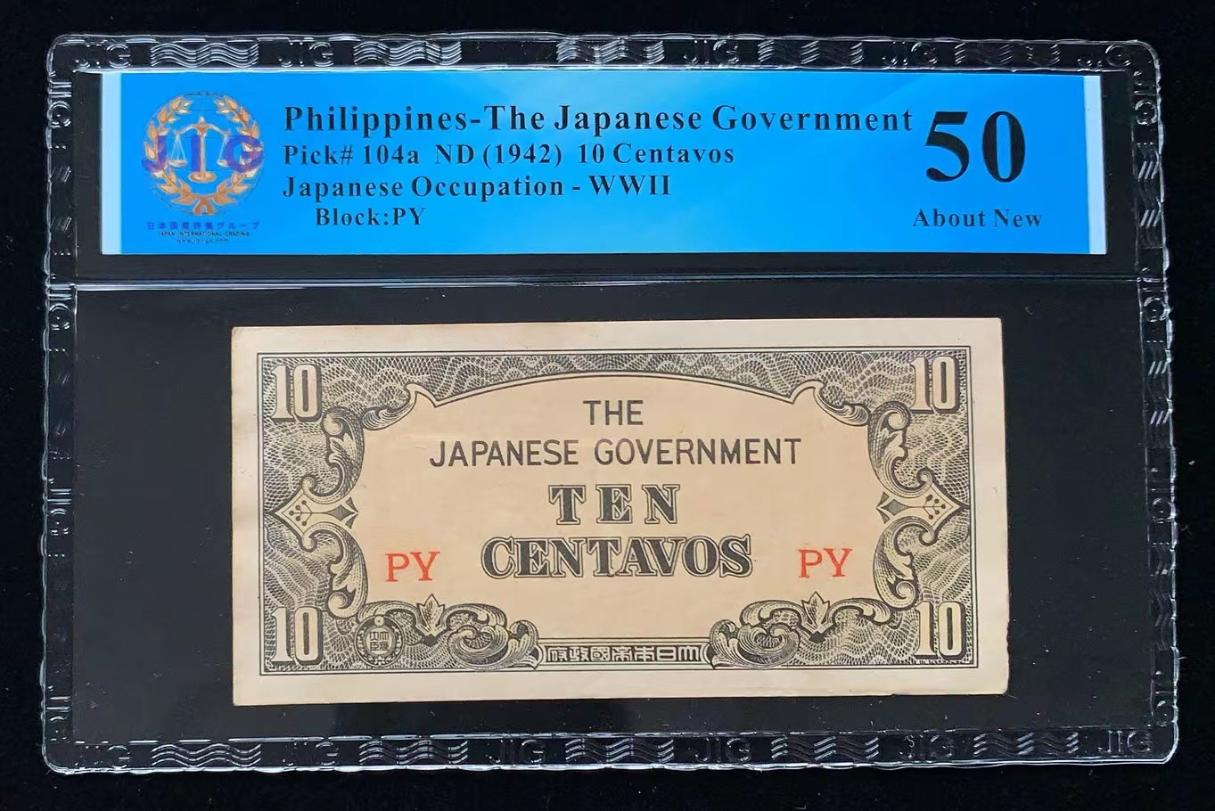 Philippines-The Japanese Government
50
Pick# 104a ND (1942) 10 Centavos
Japanese Occupation - WWII
Block:PY
About New
JIG
10
10
THE
JAPANESE GOVERNMENT
TEN
CENTAVOS
PY
PY
10
10
府政國帝本日大